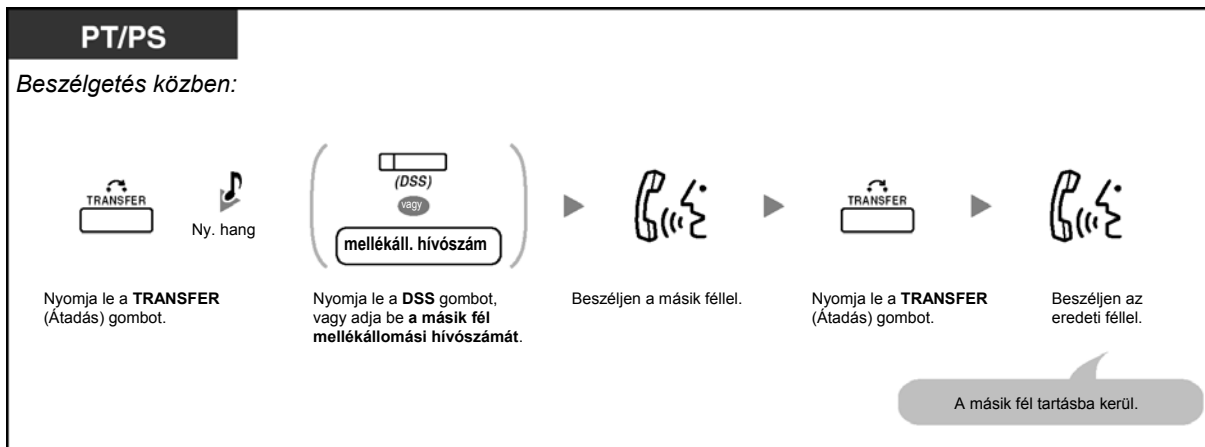 PT/PS
Beszélgetés közben:
TRANSFER
Ny. hang
(DSS)
vagy
mellékáll. hívószám
TRANSFER
Nyomja le a TRANSFER
(Átadás) gombot.
Nyomja le a DSS gombot,
vagy adja be a másik fél
mellékállomási hívószámát.
Beszéljen a másik féllel.
Nyomja le a TRANSFER
(Átadás) gombot.
Beszéljen az
eredeti féllel.
A másik fél tartásba kerül.